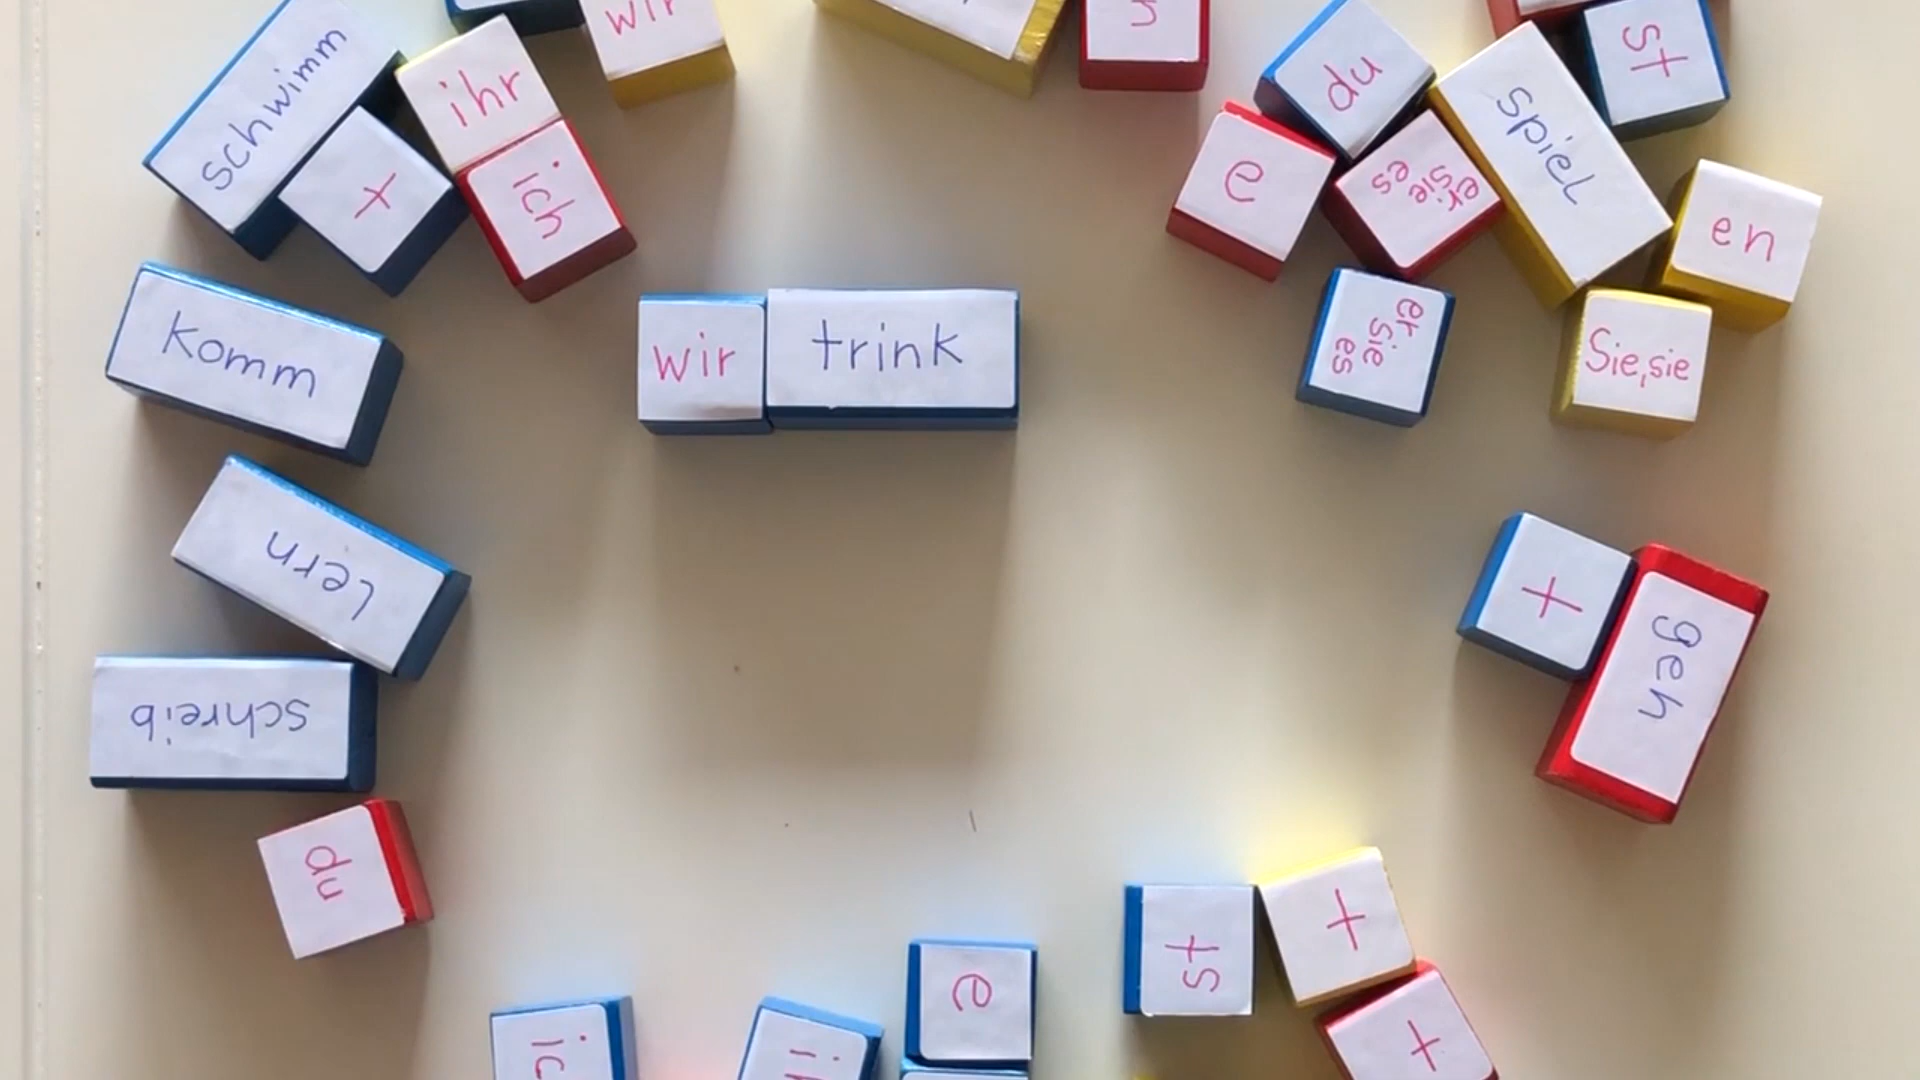 wir
n
schwimm
ihr
du
spiel
st
t
ich
e
er, sie es
en
Komm
wir trink
er sie es
Sie, sie
lern
t
geh
schreib
du
e
st
t
t